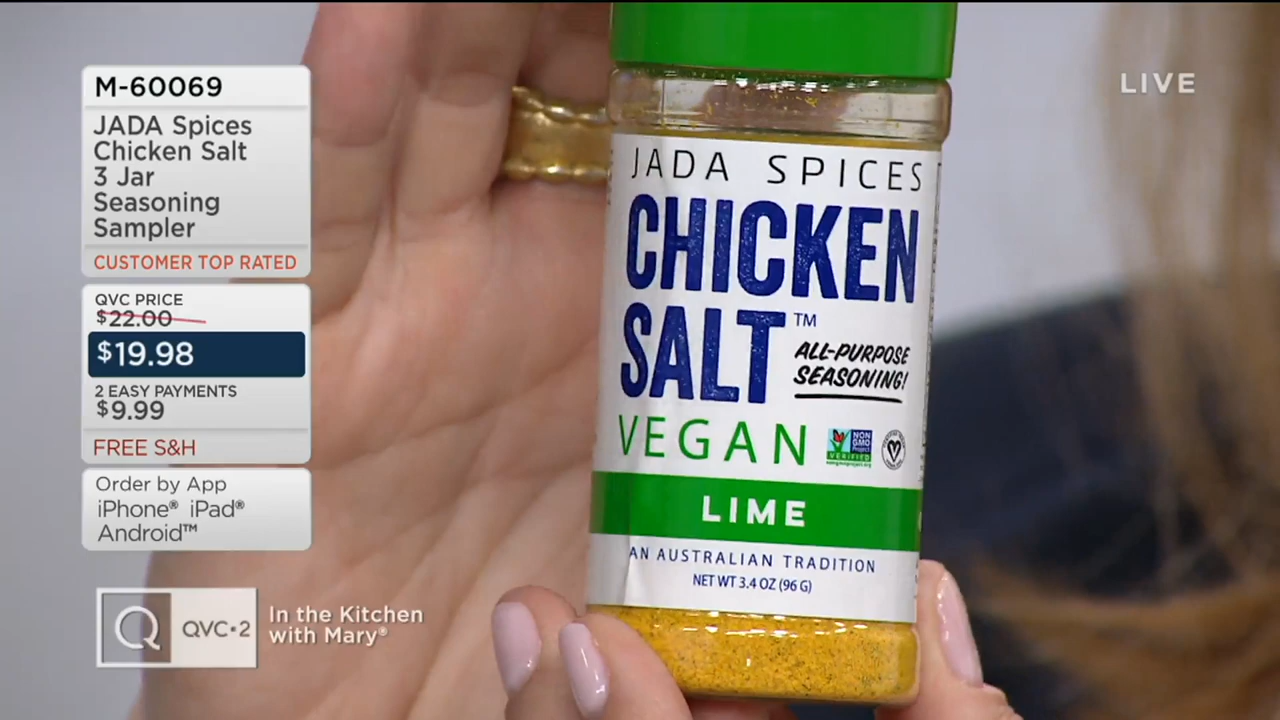 M-60069
JADA Spices
Chicken Salt
3 Jar
Seasoning
Sampler
CUSTOMER TOP RATED
QVC PRICE
$22.00
$19.98
2 EASY PAYMENTS
$9.99
FREE S&H
Order by App
iPhone® iPad®
Android™
Q QVC•2
In the Kitchen
with Mary®
LIVE
JADA SPICES
CHICKEN
SALT™
ALL-PURPOSE
SEASONING!
VEGAN
NON
GMO
Project
VERIFIED
nongmoproject.org
LIME
AN AUSTRALIAN TRADITION
NET WT 3.4 OZ (96 G)